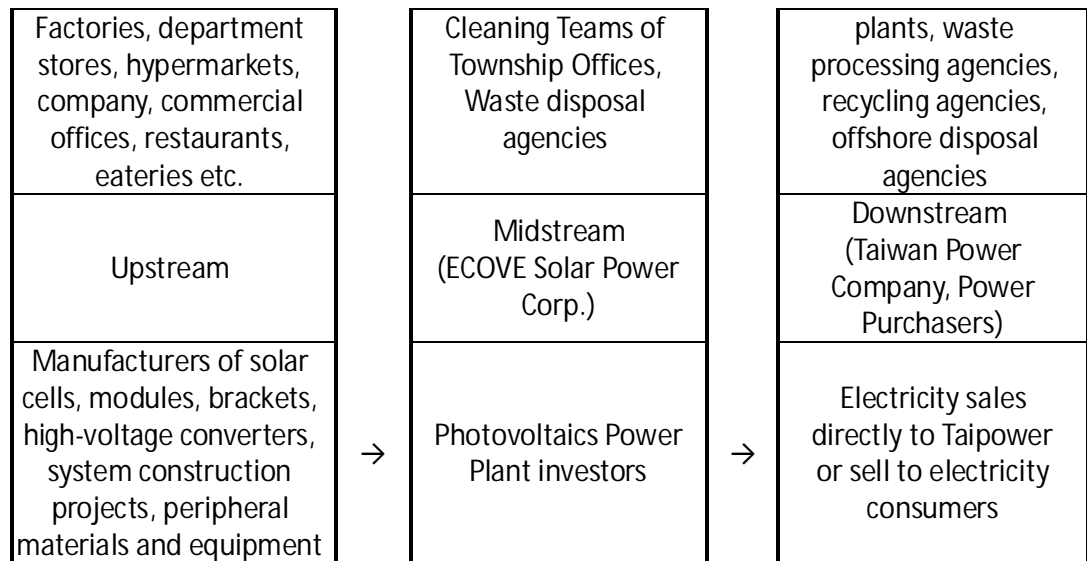 Factories, department
stores, hypermarkets,
company, commercial
offices, restaurants,
eateries etc.
Cleaning Teams of
Township Offices,
Waste disposal
agencies
plants, waste
processing agencies,
recycling agencies,
offshore disposal
agencies
Upstream
Midstream
(ECOVE Solar Power
Corp.)
Downstream
(Taiwan Power
Company, Power
Purchasers)
Manufacturers of solar
cells, modules, brackets,
high-voltage converters,
system construction
projects, peripheral
materials and equipment
→
Photovoltaics Power
Plant investors
→
Electricity sales
directly to Taipower
or sell to electricity
consumers